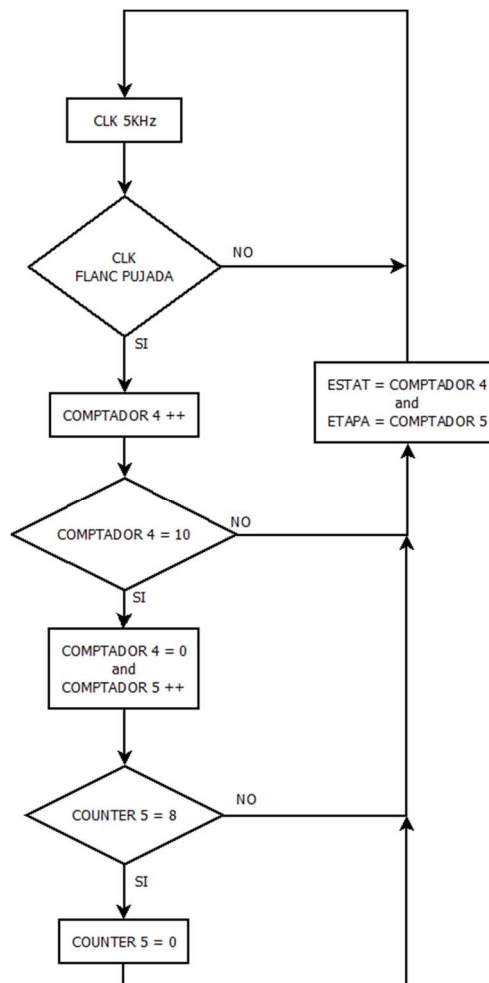 CLK 5KHz
CLK
FLANC PUJADA
NO
SI
ESTAT = COMPTADOR 4
and
ETAPA = COMPTADOR 5
COMPTADOR 4 ++
COMPTADOR 4 = 10
NO
SI
COMPTADOR 4 = 0
and
COMPTADOR 5 ++
COUNTER 5 = 8
NO
SI
COUNTER 5 = 0